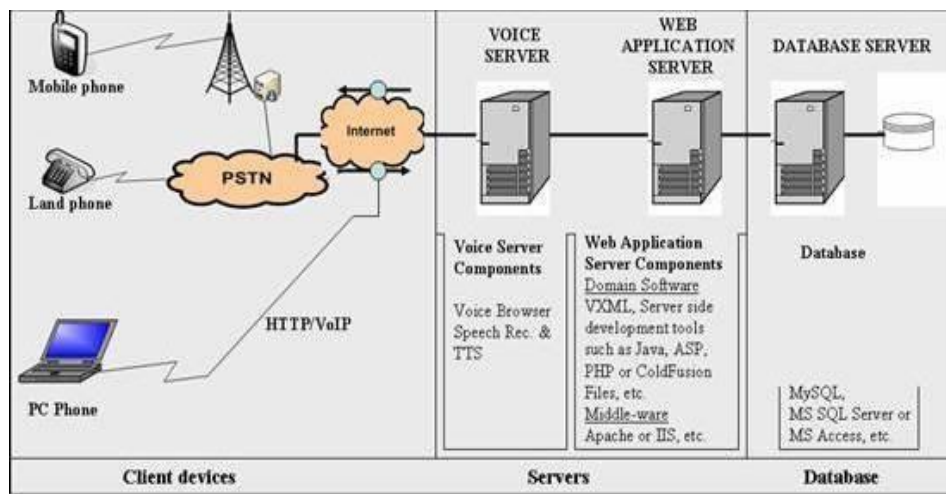 Mobile phone
Land phone
PC Phone
PSTN
Internet
HTTP/VoIP
VOICE
SERVER
WEB
APPLICATION
SERVER
DATABASE SERVER
Voice Server
Components
Voice Browser
Speech Rec. &
TTS
Web Application
Server Components
Domain Software
VXML, Server side
development tools
such as Java, ASP,
PHP or ColdFusion
Files, etc.
Middle-ware
Apache or IIS, etc.
Database
MySQL,
MS SQL Server or
MS Access, etc.
Client devices
Servers
Database